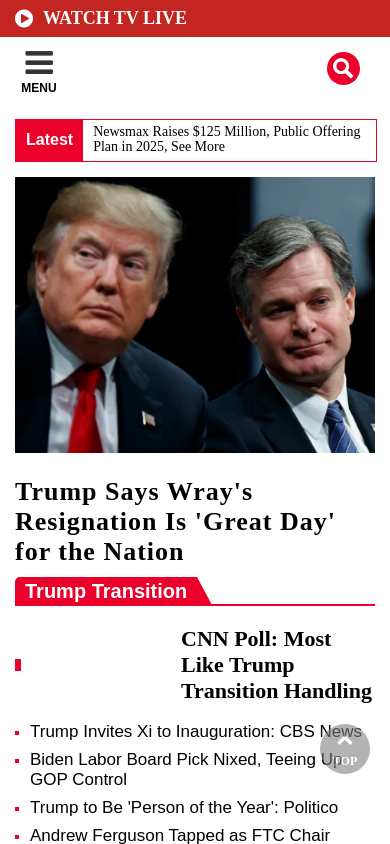 WATCH TV LIVE
MENU
Latest
Newsmax Raises $125 Million, Public Offering
Plan in 2025, See More
Trump Says Wray's
Resignation Is 'Great Day'
for the Nation
Trump Transition
CNN Poll: Most
Like Trump
Transition Handling
Trump Invites Xi to Inauguration: CBS News
Biden Labor Board Pick Nixed, Teeing Up
GOP Control
TOP
Trump to Be 'Person of the Year': Politico
Andrew Ferguson Tapped as FTC Chair